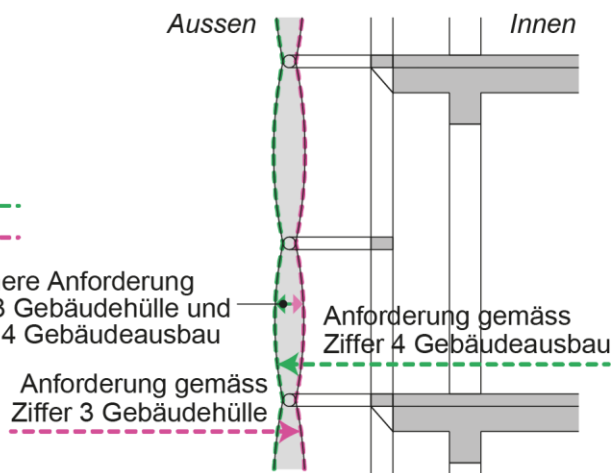 Aussen
Innen
ere Anforderung
3 Gebäudehülle und
4 Gebäudeausbau
Anforderung gemäss
Ziffer 4 Gebäudeausbau
Anforderung gemäss
Ziffer 3 Gebäudehülle